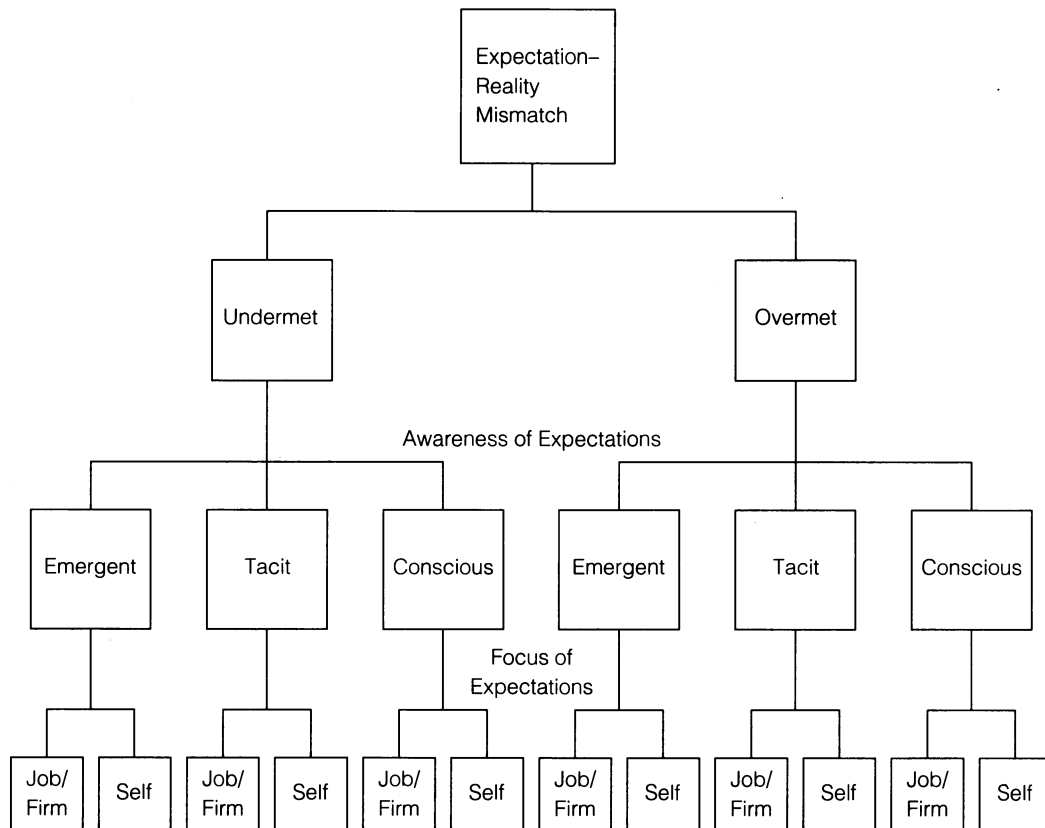 Expectation–
Reality
Mismatch
Undermet
Overmet
Awareness of Expectations
Emergent
Tacit
Conscious
Emergent
Tacit
Conscious
Focus of
Expectations
Job/
Firm
Self
Job/
Firm
Self
Job/
Firm
Self
Job/
Firm
Self
Job/
Firm
Self
Job/
Firm
Self